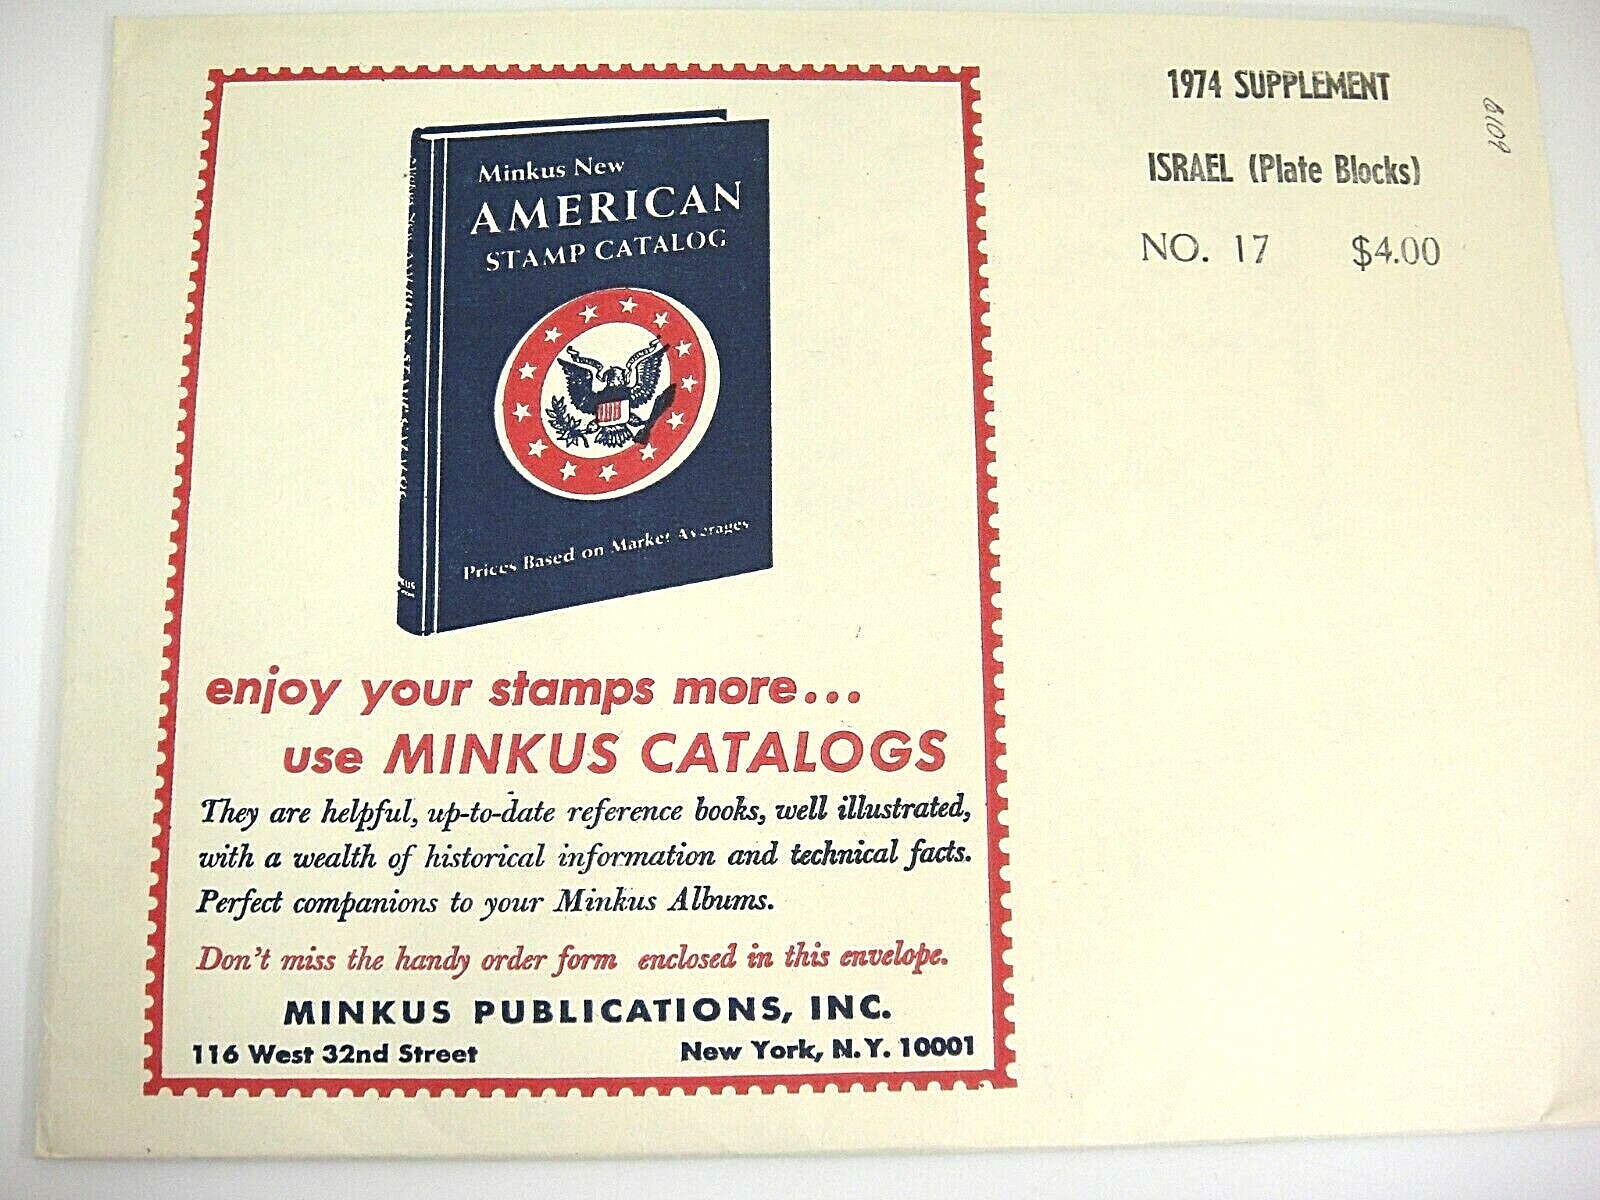 1974 SUPPLEMENT
ISRAEL (Plate Blocks)
NO. 17 $4.00
Minkus New
AMERICAN
STAMP CATALOG
Prices Based on Market Averages
enjoy your stamps more...
use MINKUS CATALOGS
They are helpful, up-to-date reference books, well illustrated,
with a wealth of historical information and technical facts.
Perfect companions to your Minkus Albums.
Don't miss the handy order form enclosed in this envelope.
MINKUS PUBLICATIONS, INC.
116 West 32nd Street New York, N.Y. 10001